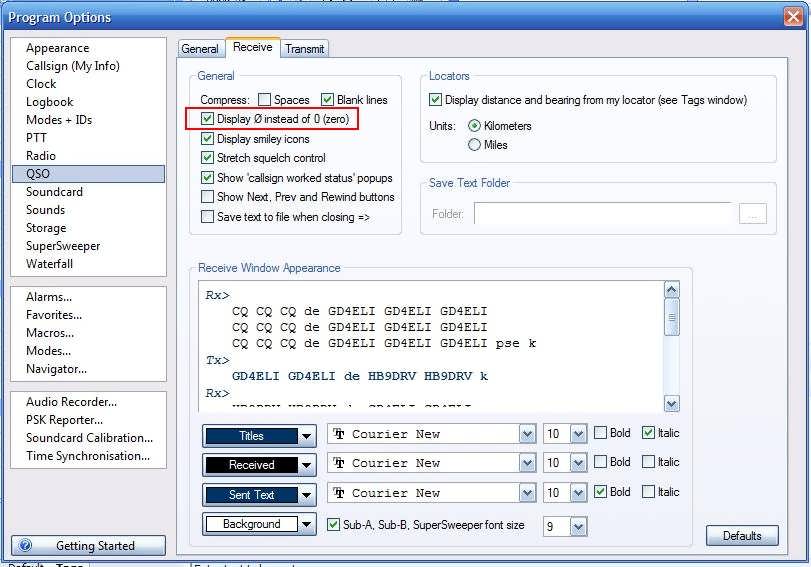 Program Options
Appearance
Callsign (My Info)
Clock
Logbook
Modes + IDs
PTT
Radio
QSO
Soundcard
Sounds
Storage
SuperSweeper
Waterfall
Alarms...
Favorites...
Macros...
Modes...
Navigator...
Audio Recorder...
PSK Reporter...
Soundcard Calibration...
Time Synchronisation...
Getting Started
General Receive Transmit
General
Compress: Spaces Blank lines
Display Ø instead of 0 (zero)
Display smiley icons
Stretch squelch control
Show 'callsign worked status' popups
Show Next, Prev and Rewind buttons
Save text to file when closing =>
Locators
Display distance and bearing from my locator (see Tags window)
Units: Kilometers
Miles
Save Text Folder
Folder: ...
Receive Window Appearance
Rx>
CQ CQ CQ de GD4ELI GD4ELI GD4ELI
CQ CQ CQ de GD4ELI GD4ELI GD4ELI
CQ CQ CQ de GD4ELI GD4ELI GD4ELI pse k
Tx>
GD4ELI GD4ELI de HB9DRV HB9DRV k
Rx>
Titles Courier New 10 Bold Italic
Received Courier New 10 Bold Italic
Sent Text Courier New 10 Bold Italic
Background Sub-A, Sub-B, SuperSweeper font size 9
Defaults